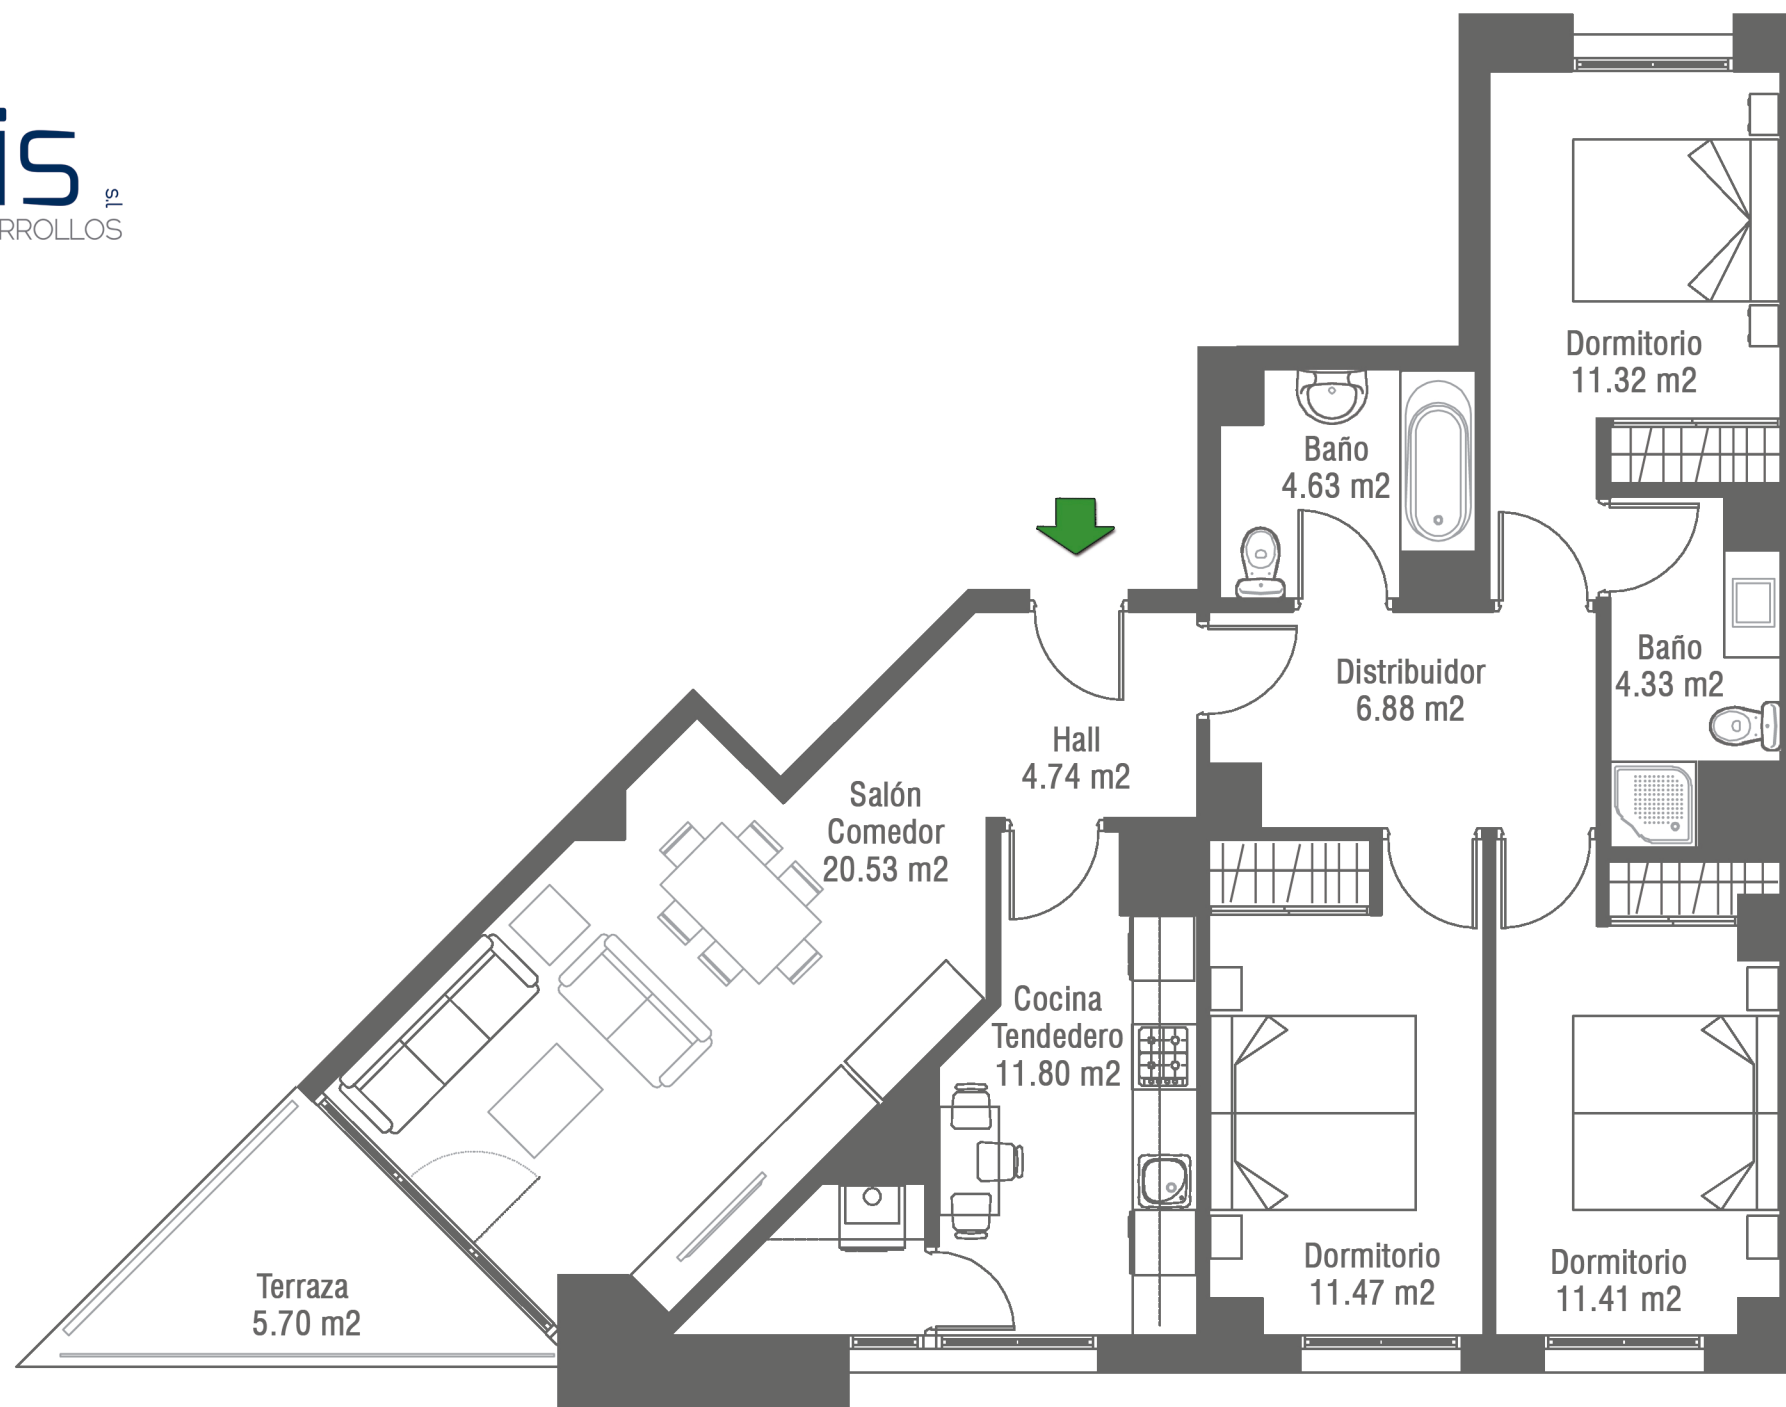 is
s.l
RROLLOS
Dormitorio
11.32 m2
Baño
4.63 m2
Baño
4.33 m2
Distribuidor
6.88 m2
Hall
4.74 m2
Salón
Comedor
20.53 m2
Cocina
Tendedero
11.80 m2
Dormitorio
11.47 m2
Dormitorio
11.41 m2
Terraza
5.70 m2